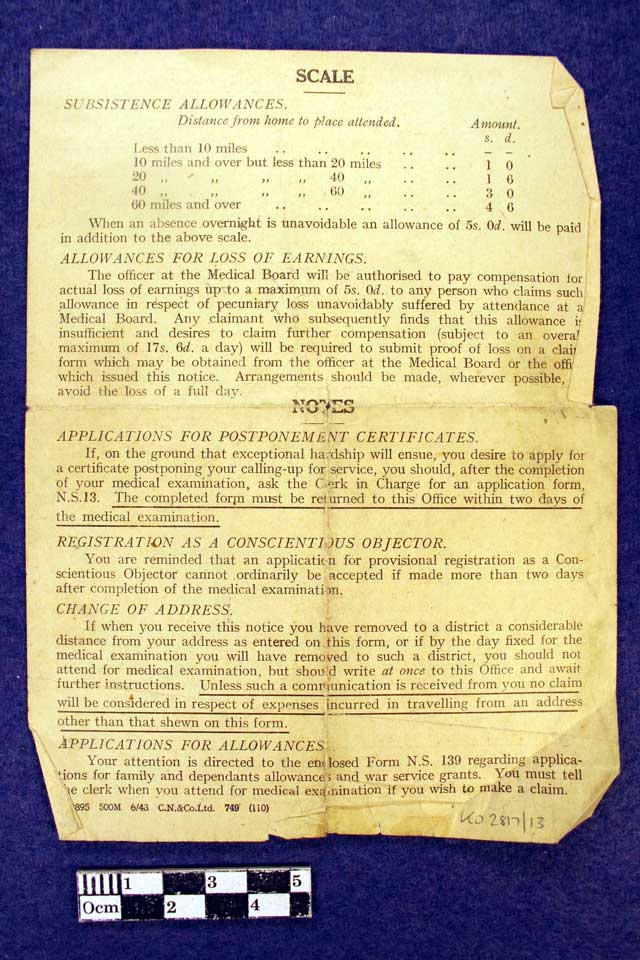 SCALE
SUBSISTENCE ALLOWANCES.
Distance from home to place attended. Amount.
s. d.
Less than 10 miles .. .. .. .. .. – –
10 miles and over but less than 20 miles .. .. 1 0
20 ,, ,, ,, ,, 40 ,, .. .. 1 6
40 ,, ,, ,, ,, 60 ,, .. .. 3 0
60 miles and over .. .. .. .. .. 4 6
When an absence overnight is unavoidable an allowance of 5s. 0d. will be paid
in addition to the above scale.
ALLOWANCES FOR LOSS OF EARNINGS.
The officer at the Medical Board will be authorised to pay compensation for
actual loss of earnings up to a maximum of 5s. 0d. to any person who claims such
allowance in respect of pecuniary loss unavoidably suffered by attendance at a
Medical Board. Any claimant who subsequently finds that this allowance i
insufficient and desires to claim further compensation (subject to an overal
maximum of 17s. 6d. a day) will be required to submit proof of loss on a clai
form which may be obtained from the officer at the Medical Board or the offi
which issued this notice. Arrangements should be made, wherever possible,
avoid the loss of a full day.
NOTES
APPLICATIONS FOR POSTPONEMENT CERTIFICATES.
If, on the ground that exceptional hardship will ensue, you desire to apply for
a certificate postponing your calling-up for service, you should, after the completion
of your medical examination, ask the Clerk in Charge for an application form,
N.S.13. The completed form must be returned to this Office within two days of
the medical examination.
REGISTRATION AS A CONSCIENTIOUS OBJECTOR.
You are reminded that an application for provisional registration as a Con-
scientious Objector cannot ordinarily be accepted if made more than two days
after completion of the medical examination.
CHANGE OF ADDRESS.
If when you receive this notice you have removed to a district a considerable
distance from your address as entered on this form, or if by the day fixed for the
medical examination you will have removed to such a district, you should not
attend for medical examination, but should write at once to this Office and await
further instructions. Unless such a communication is received from you no claim
will be considered in respect of expenses incurred in travelling from an address
other than that shewn on this form.
APPLICATIONS FOR ALLOWANCES.
Your attention is directed to the enclosed Form N.S. 139 regarding applica-
tions for family and dependants allowances and war service grants. You must tell
he clerk when you attend for medical examination if you wish to make a claim.
895 500M 6/43 C.N.&Co.Ltd. 749 (110)
KO 2817/13
1 3 5
0cm 2 4